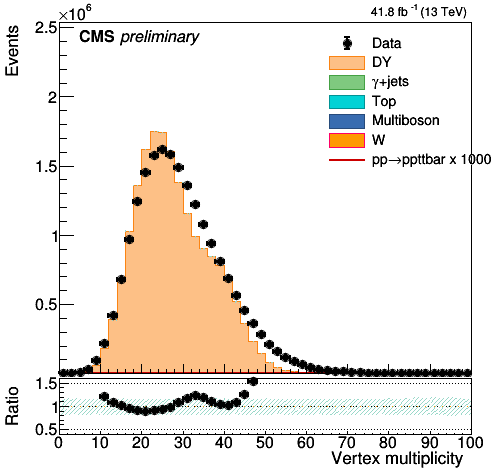 ×10⁶
41.8 fb⁻¹ (13 TeV)
CMS preliminary
Events
2.5
2
1.5
1
0.5
Data
DY
γ+jets
Top
Multiboson
W
pp→ppttbar x 1000
Ratio
1.5
1
0.5
0 10 20 30 40 50 60 70 80 90 100
Vertex multiplicity